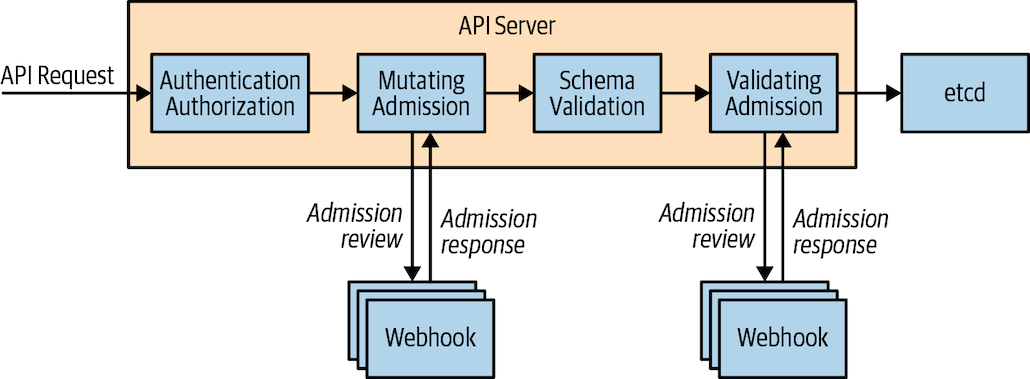 API Server
API Request
Authentication
Authorization
Mutating
Admission
Schema
Validation
Validating
Admission
etcd
Admission
review
Admission
response
Admission
review
Admission
response
Webhook
Webhook